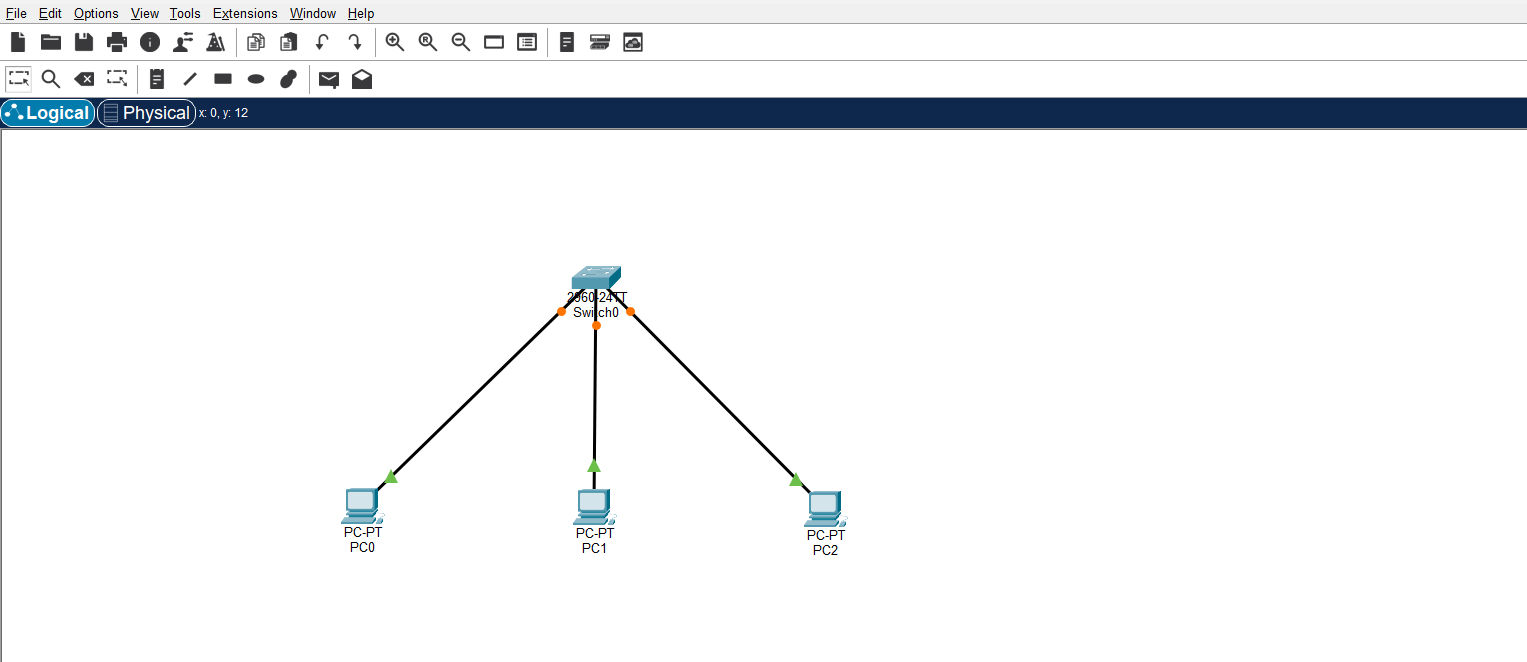 File Edit Options View Tools Extensions Window Help
Logical Physical x: 0, y: 12
2960-24TT
Switch0
PC-PT
PC0
PC-PT
PC1
PC-PT
PC2